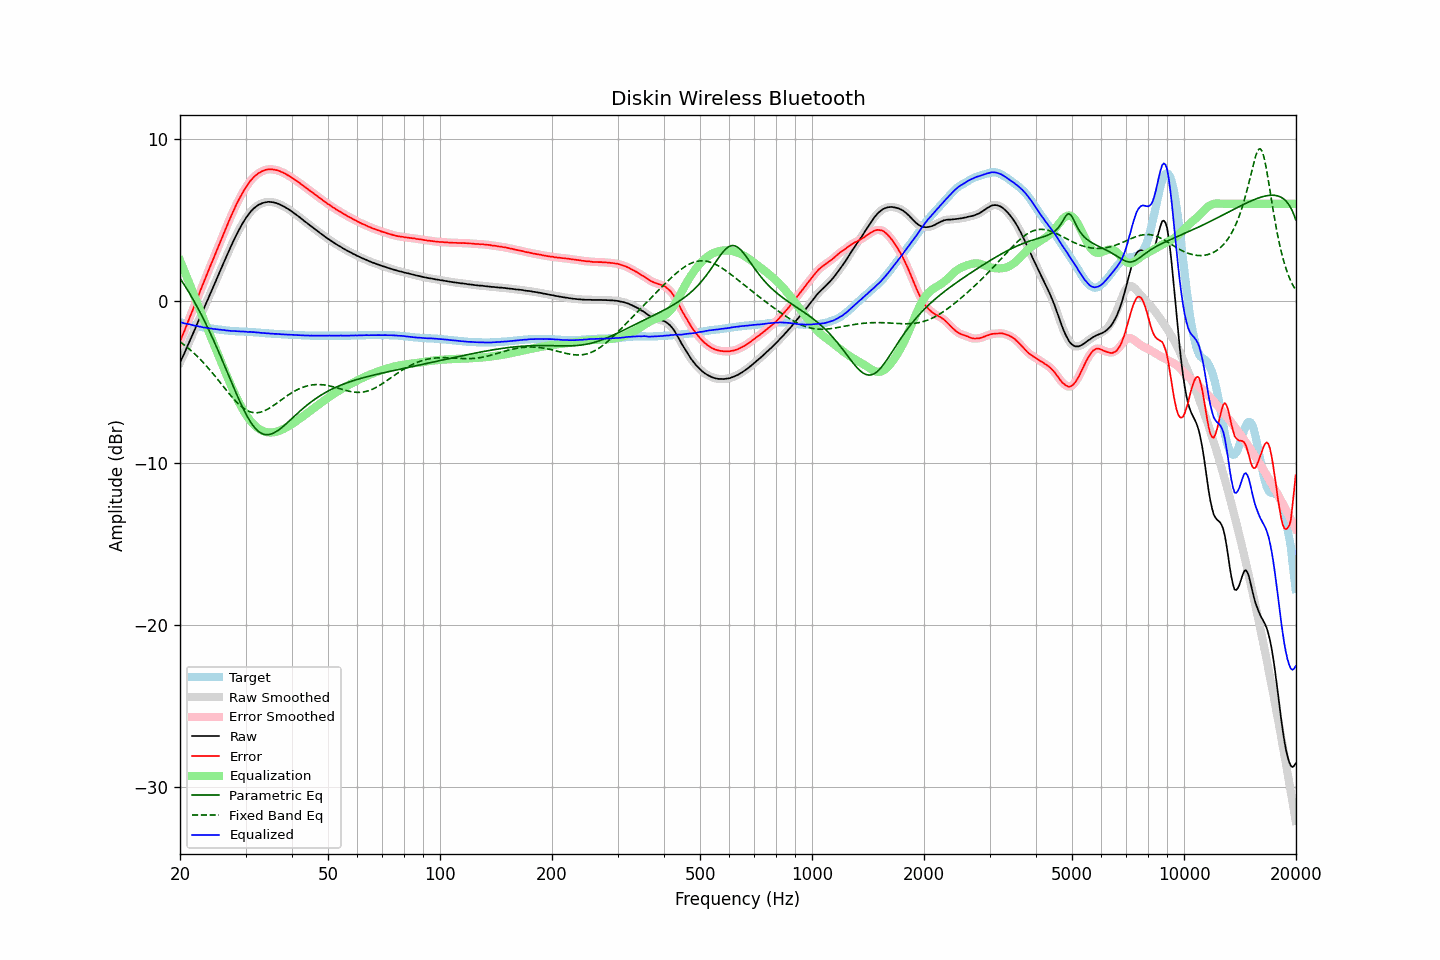 Diskin Wireless Bluetooth
Amplitude (dBr)
10
0
−10
−20
−30
Target
Raw Smoothed
Error Smoothed
Raw
Error
Equalization
Parametric Eq
Fixed Band Eq
Equalized
20 50 100 200 500 1000 2000 5000 10000 20000
Frequency (Hz)